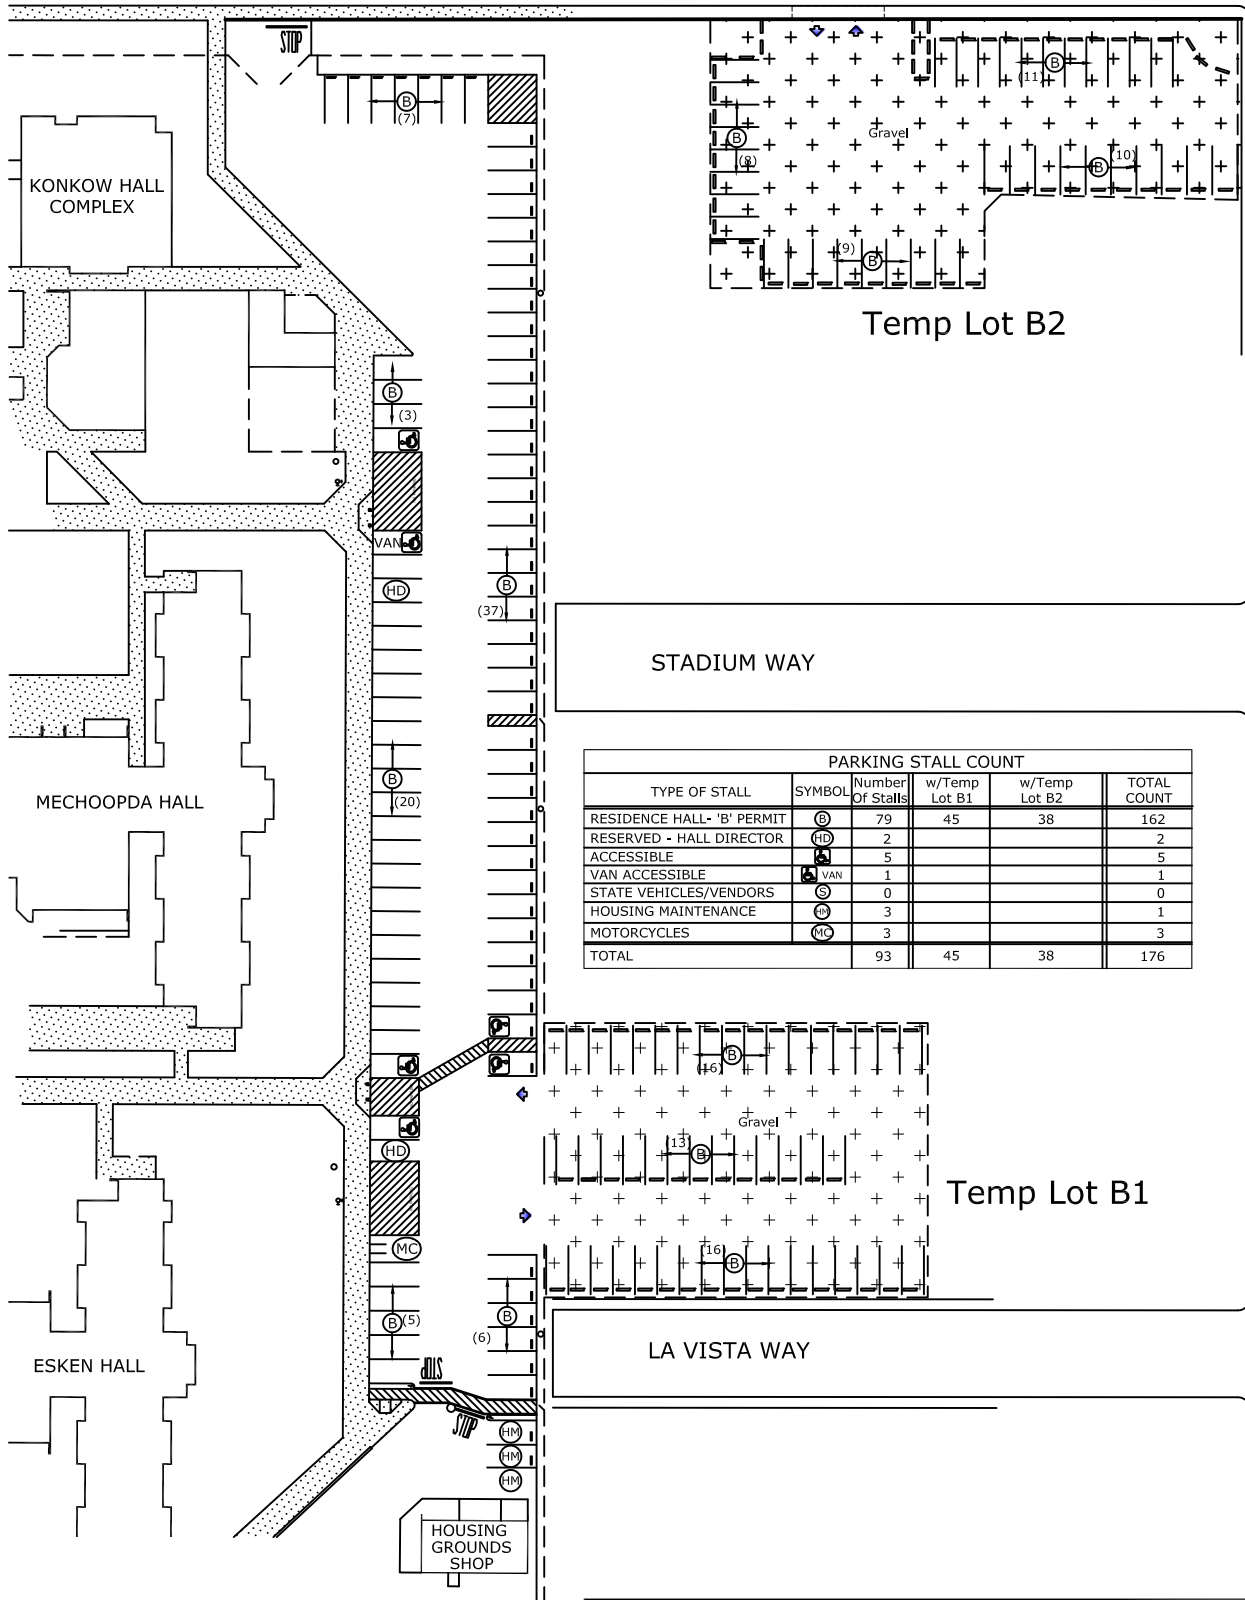 STOP
B
(7)
KONKOW HALL
COMPLEX
B
(11)
Gravel
B
(8)
B
(10)
(9)
B
Temp Lot B2
B
(3)
VAN
HD
B
(37)
STADIUM WAY
B
(20)
MECHOOPDA HALL
PARKING STALL COUNT
TYPE OF STALL SYMBOL Number Of Stalls w/Temp Lot B1 w/Temp Lot B2 TOTAL COUNT
RESIDENCE HALL- 'B' PERMIT B 79 45 38 162
RESERVED - HALL DIRECTOR HD 2 2
ACCESSIBLE 5 5
VAN ACCESSIBLE VAN 1 1
STATE VEHICLES/VENDORS S 0 0
HOUSING MAINTENANCE HM 3 1
MOTORCYCLES MC 3 3
TOTAL 93 45 38 176
B
(16)
Gravel
(13)
B
HD
Temp Lot B1
MC
(16)
B
B
(5)
B
(6)
LA VISTA WAY
ESKEN HALL
STOP
STOP
HM
HM
HM
HOUSING
GROUNDS
SHOP